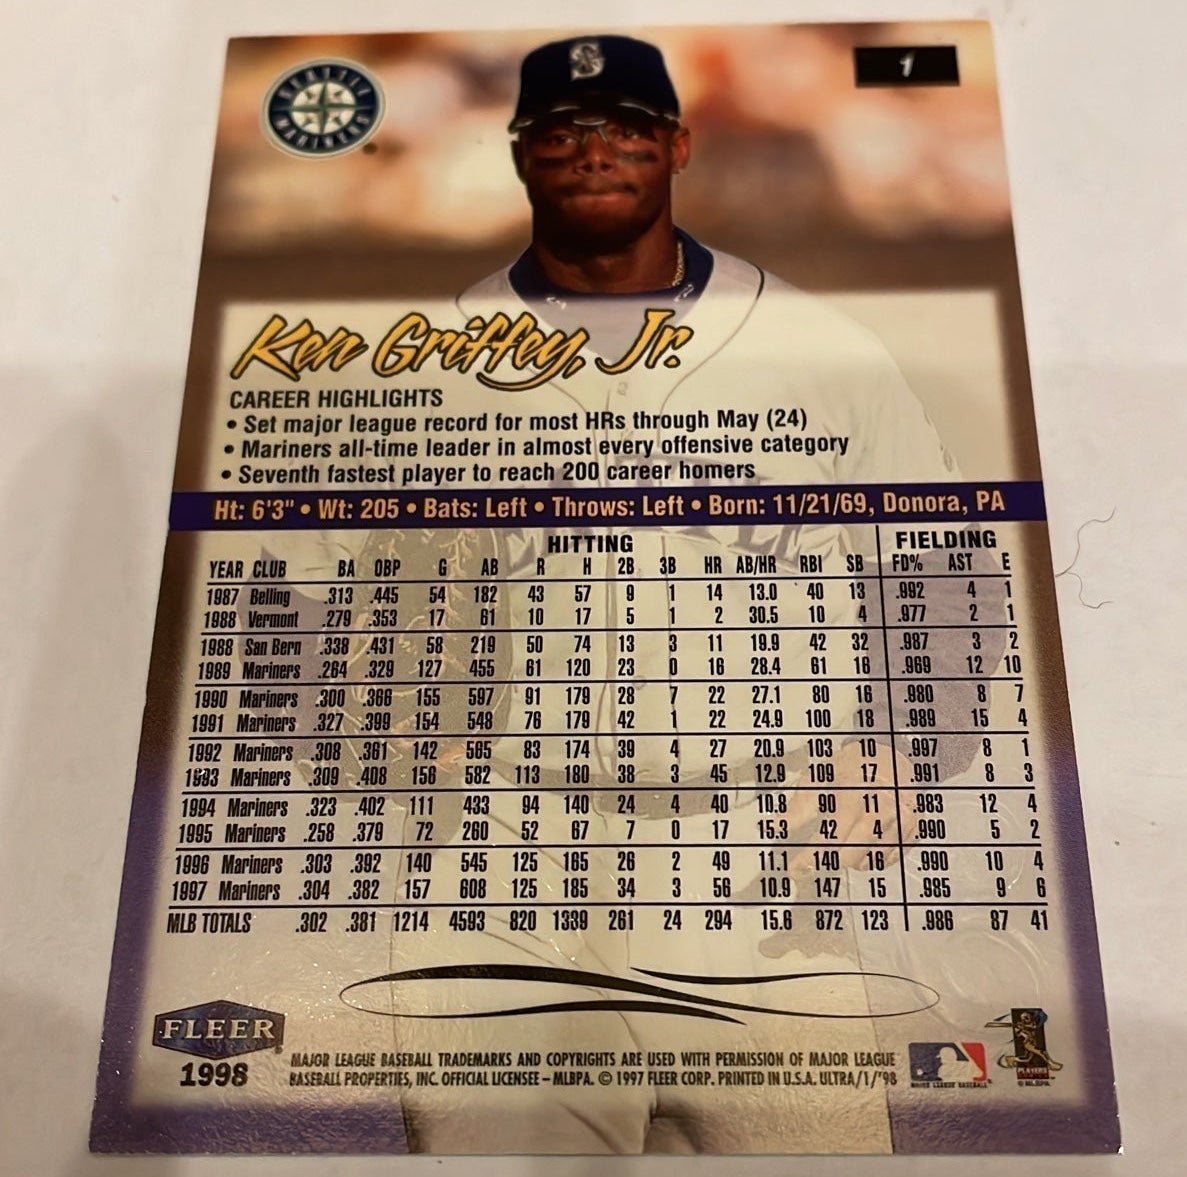 1
SEATTLE
MARINERS
S
Ken Griffey, Jr.
CAREER HIGHLIGHTS
• Set major league record for most HRs through May (24)
• Mariners all-time leader in almost every offensive category
• Seventh fastest player to reach 200 career homers
Ht: 6'3" • Wt: 205 • Bats: Left • Throws: Left • Born: 11/21/69, Donora, PA
HITTING FIELDING
YEAR CLUB BA OBP G AB R H 2B 3B HR AB/HR RBI SB FD% AST E
1987 Belling .313 .445 54 182 43 57 9 1 14 13.0 40 13 .992 4 1
1988 Vermont .279 .353 17 61 10 17 5 1 2 30.5 10 4 .977 2 1
1988 San Bern .338 .431 58 219 50 74 13 3 11 19.9 42 32 .987 3 2
1989 Mariners .264 .329 127 455 61 120 23 0 16 28.4 61 16 .969 12 10
1990 Mariners .300 .366 155 597 91 179 28 7 22 27.1 80 16 .980 8 7
1991 Mariners .327 .399 154 548 76 179 42 1 22 24.9 100 18 .989 15 4
1992 Mariners .308 .361 142 565 83 174 39 4 27 20.9 103 10 .997 8 1
1993 Mariners .309 .408 156 582 113 180 38 3 45 12.9 109 17 .991 8 3
1994 Mariners .323 .402 111 433 94 140 24 4 40 10.8 90 11 .983 12 4
1995 Mariners .258 .379 72 260 52 67 7 0 17 15.3 42 4 .990 5 2
1996 Mariners .303 .392 140 545 125 165 26 2 49 11.1 140 16 .990 10 4
1997 Mariners .304 .382 157 608 125 185 34 3 56 10.9 147 15 .985 9 6
MLB TOTALS .302 .381 1214 4593 820 1339 261 24 294 15.6 872 123 .986 87 41
FLEER
1998
MAJOR LEAGUE BASEBALL TRADEMARKS AND COPYRIGHTS ARE USED WITH PERMISSION OF MAJOR LEAGUE
BASEBALL PROPERTIES, INC. OFFICIAL LICENSEE – MLBPA. © 1997 FLEER CORP. PRINTED IN U.S.A. ULTRA/1/'98
MAJOR LEAGUE BASEBALL
PLAYERS
© MLBPA